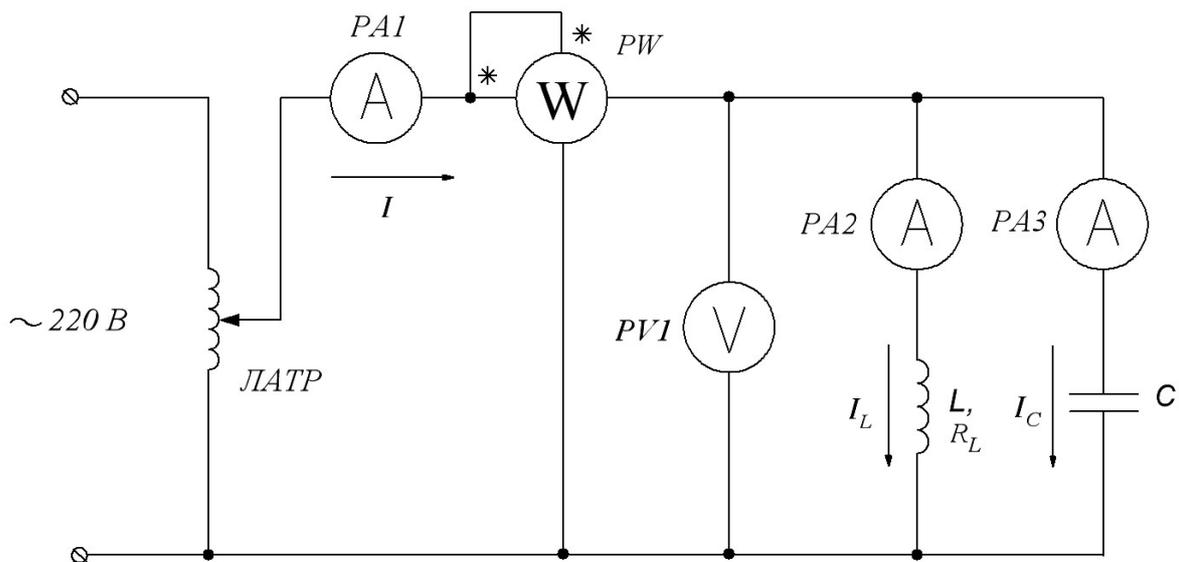 PA1
* PW
*
A
W
I
PA2
A
PA3
A
~ 220 В
ЛАТР
PV1
V
I_L
L,
R_L
I_C
C